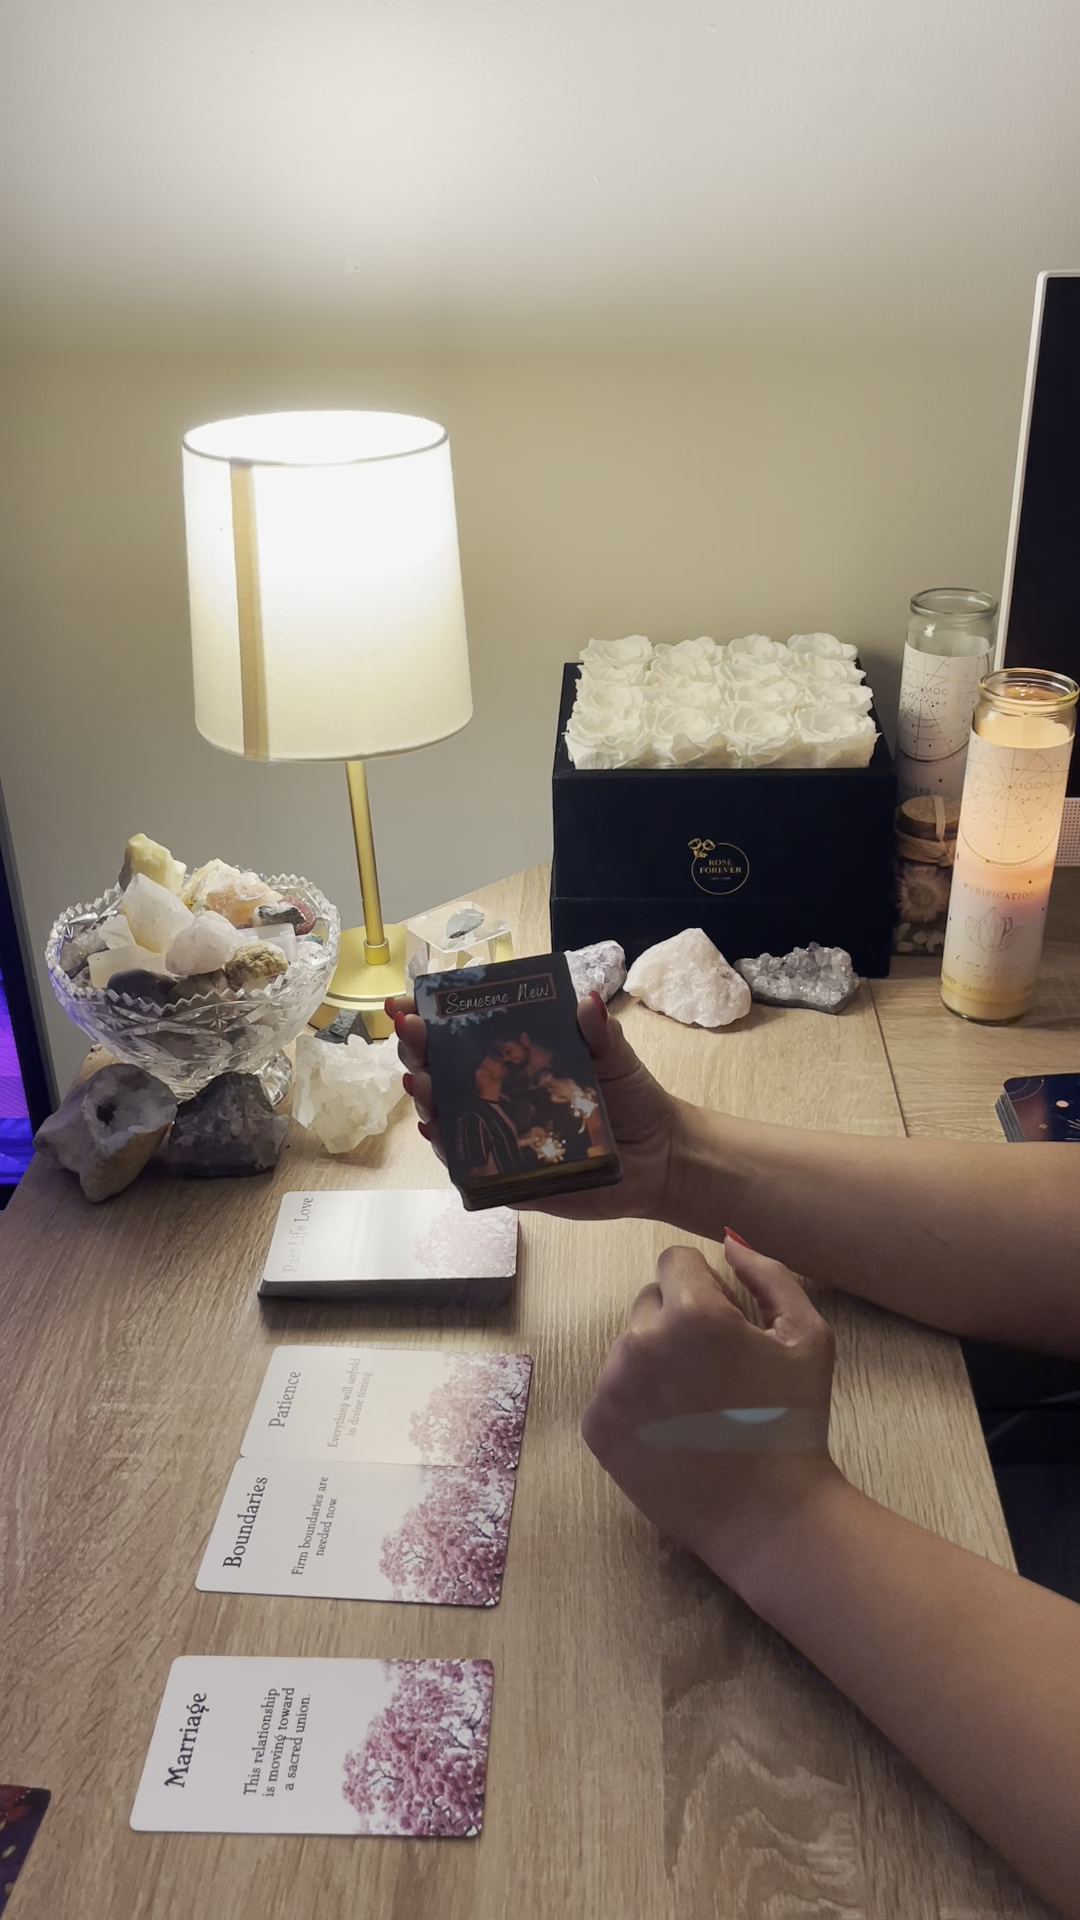 Someone New
ROSE
FOREVER
PURIFICATION
Past Life Love
Patience
Everything will unfold
in divine timing
Boundaries
Firm boundaries are
needed now.
Marriage
This relationship
is moving toward
a sacred union.